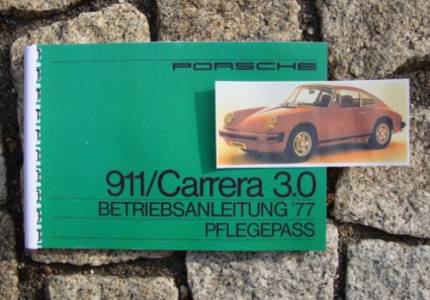 PORSCHE
911/Carrera 3.0
BETRIEBSANLEITUNG '77
PFLEGEPASS